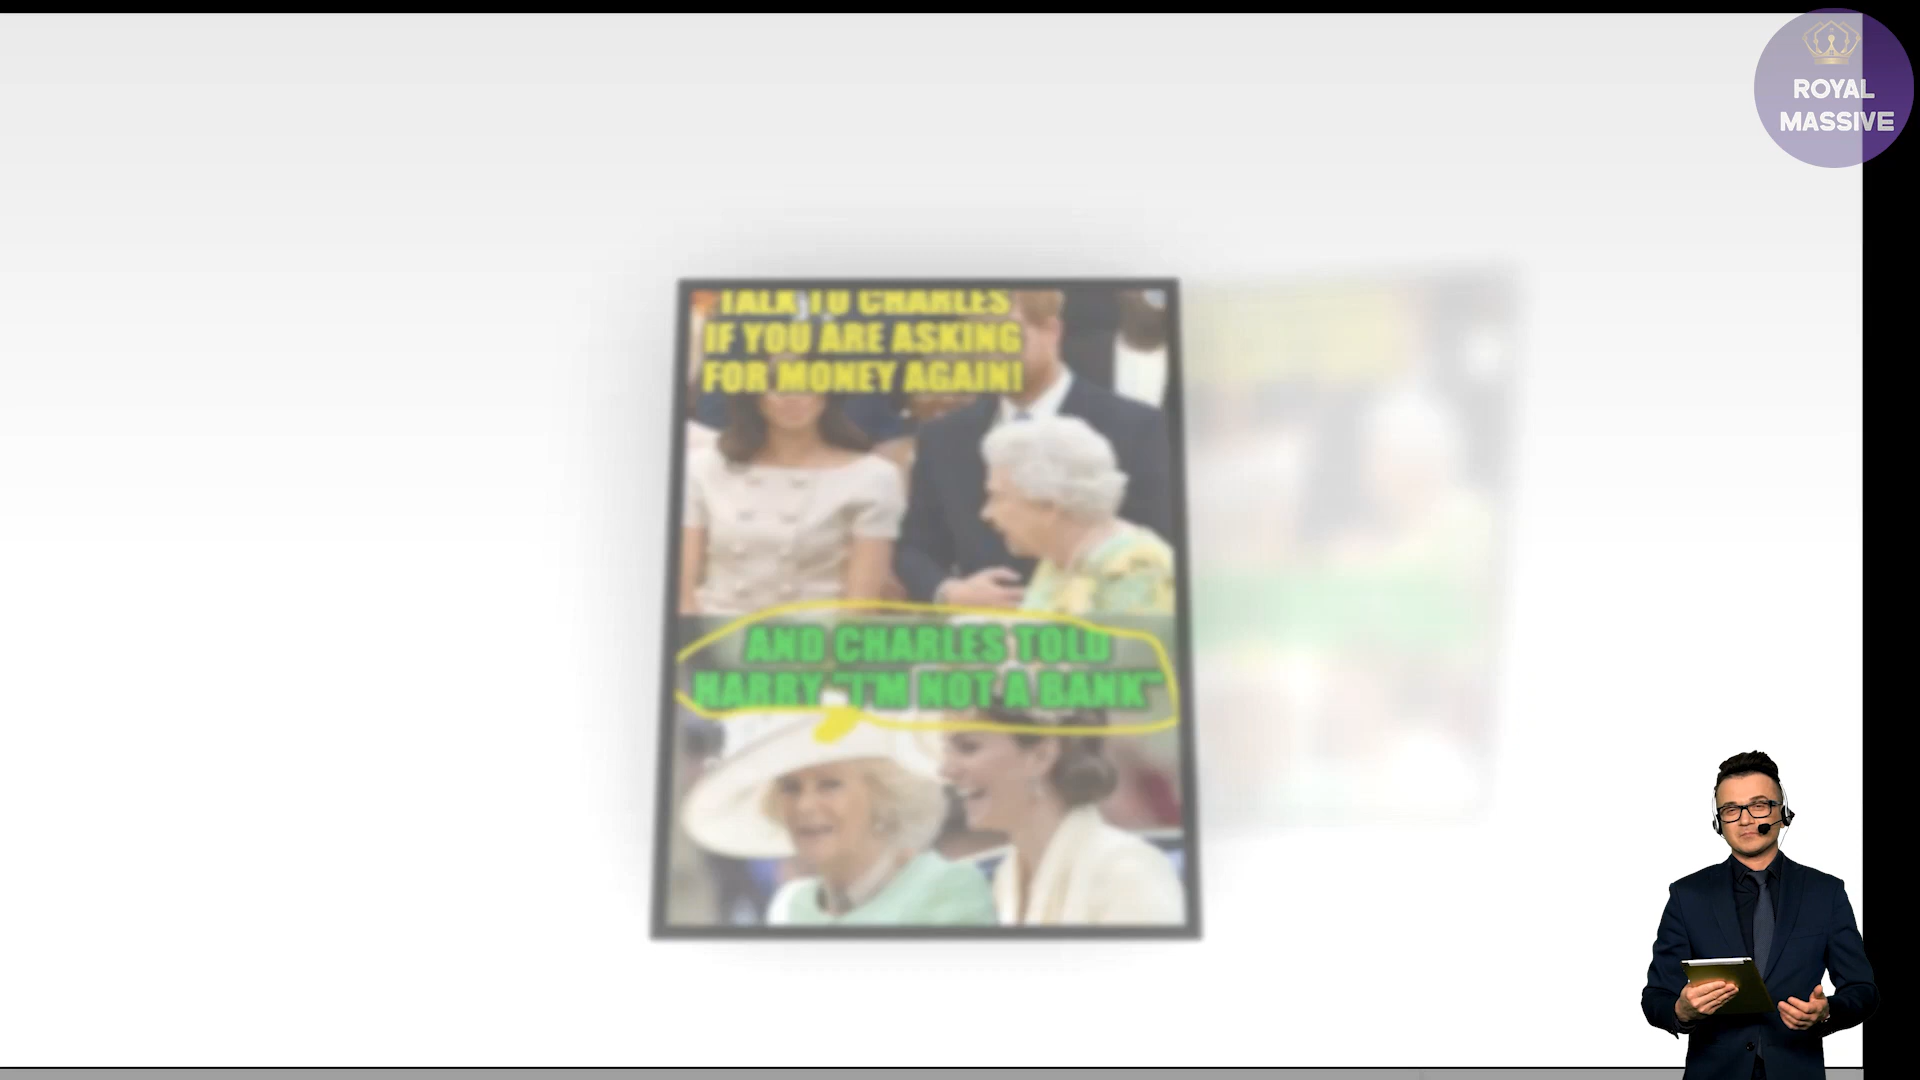 ROYAL
MASSIVE
TALK TO CHARLES
IF YOU ARE ASKING
FOR MONEY AGAIN!
AND CHARLES TOLD
HARRY "I'M NOT A BANK"